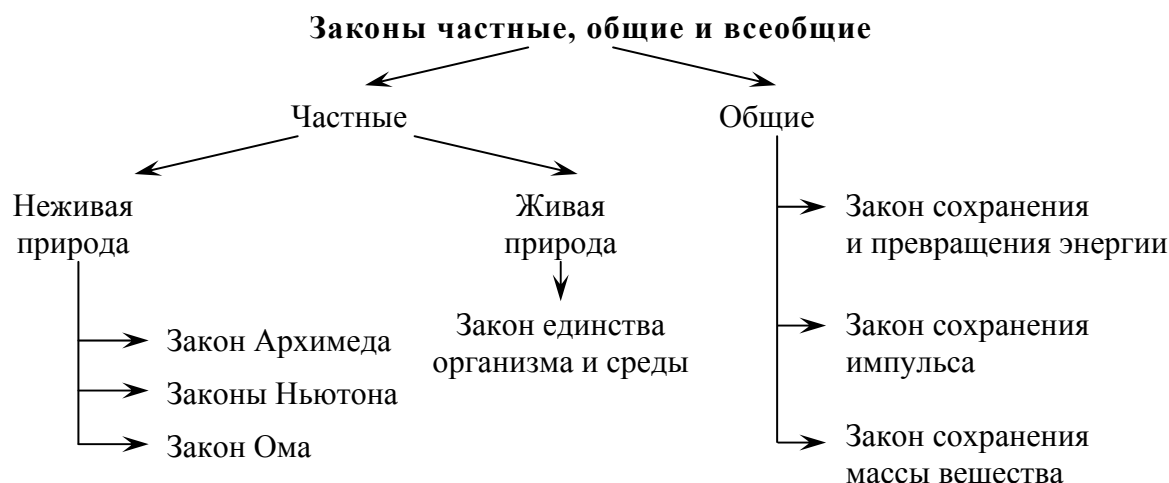 Законы частные, общие и всеобщие
Частные
Общие
Неживая
природа
Живая
природа
Закон Архимеда
Законы Ньютона
Закон Ома
Закон единства
организма и среды
Закон сохранения
и превращения энергии
Закон сохранения
импульса
Закон сохранения
массы вещества